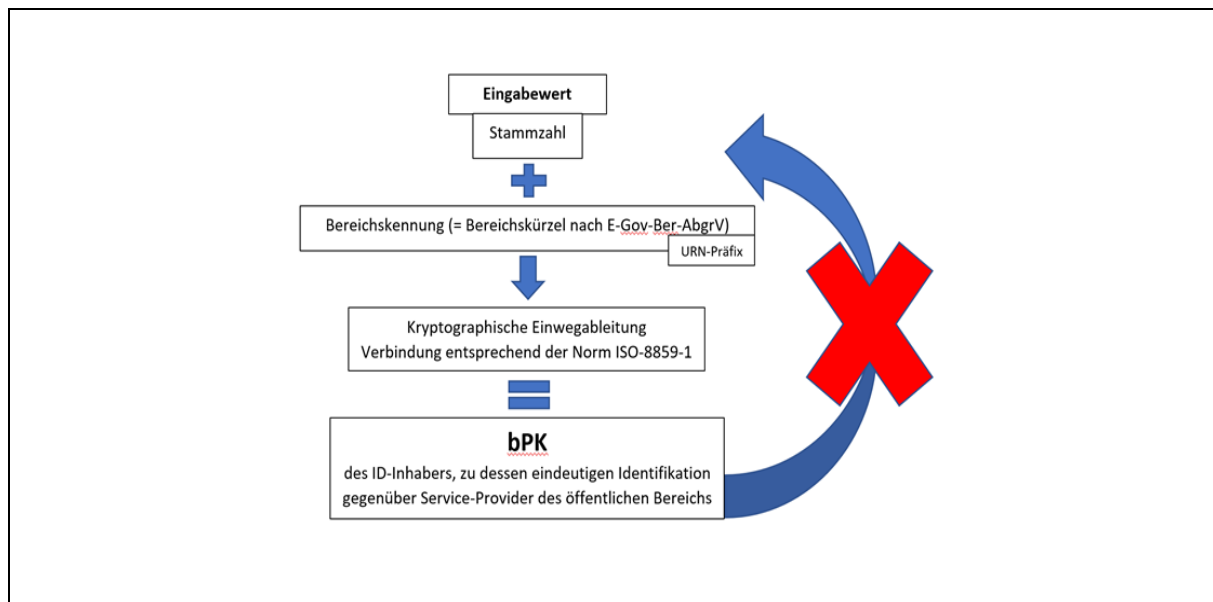 Eingabewert
Stammzahl
Bereichskennung (= Bereichskürzel nach E-Gov-Ber-AbgrV)
URN-Präfix
Kryptographische Einwegableitung
Verbindung entsprechend der Norm ISO-8859-1
bPK
des ID-Inhabers, zu dessen eindeutigen Identifikation
gegenüber Service-Provider des öffentlichen Bereichs